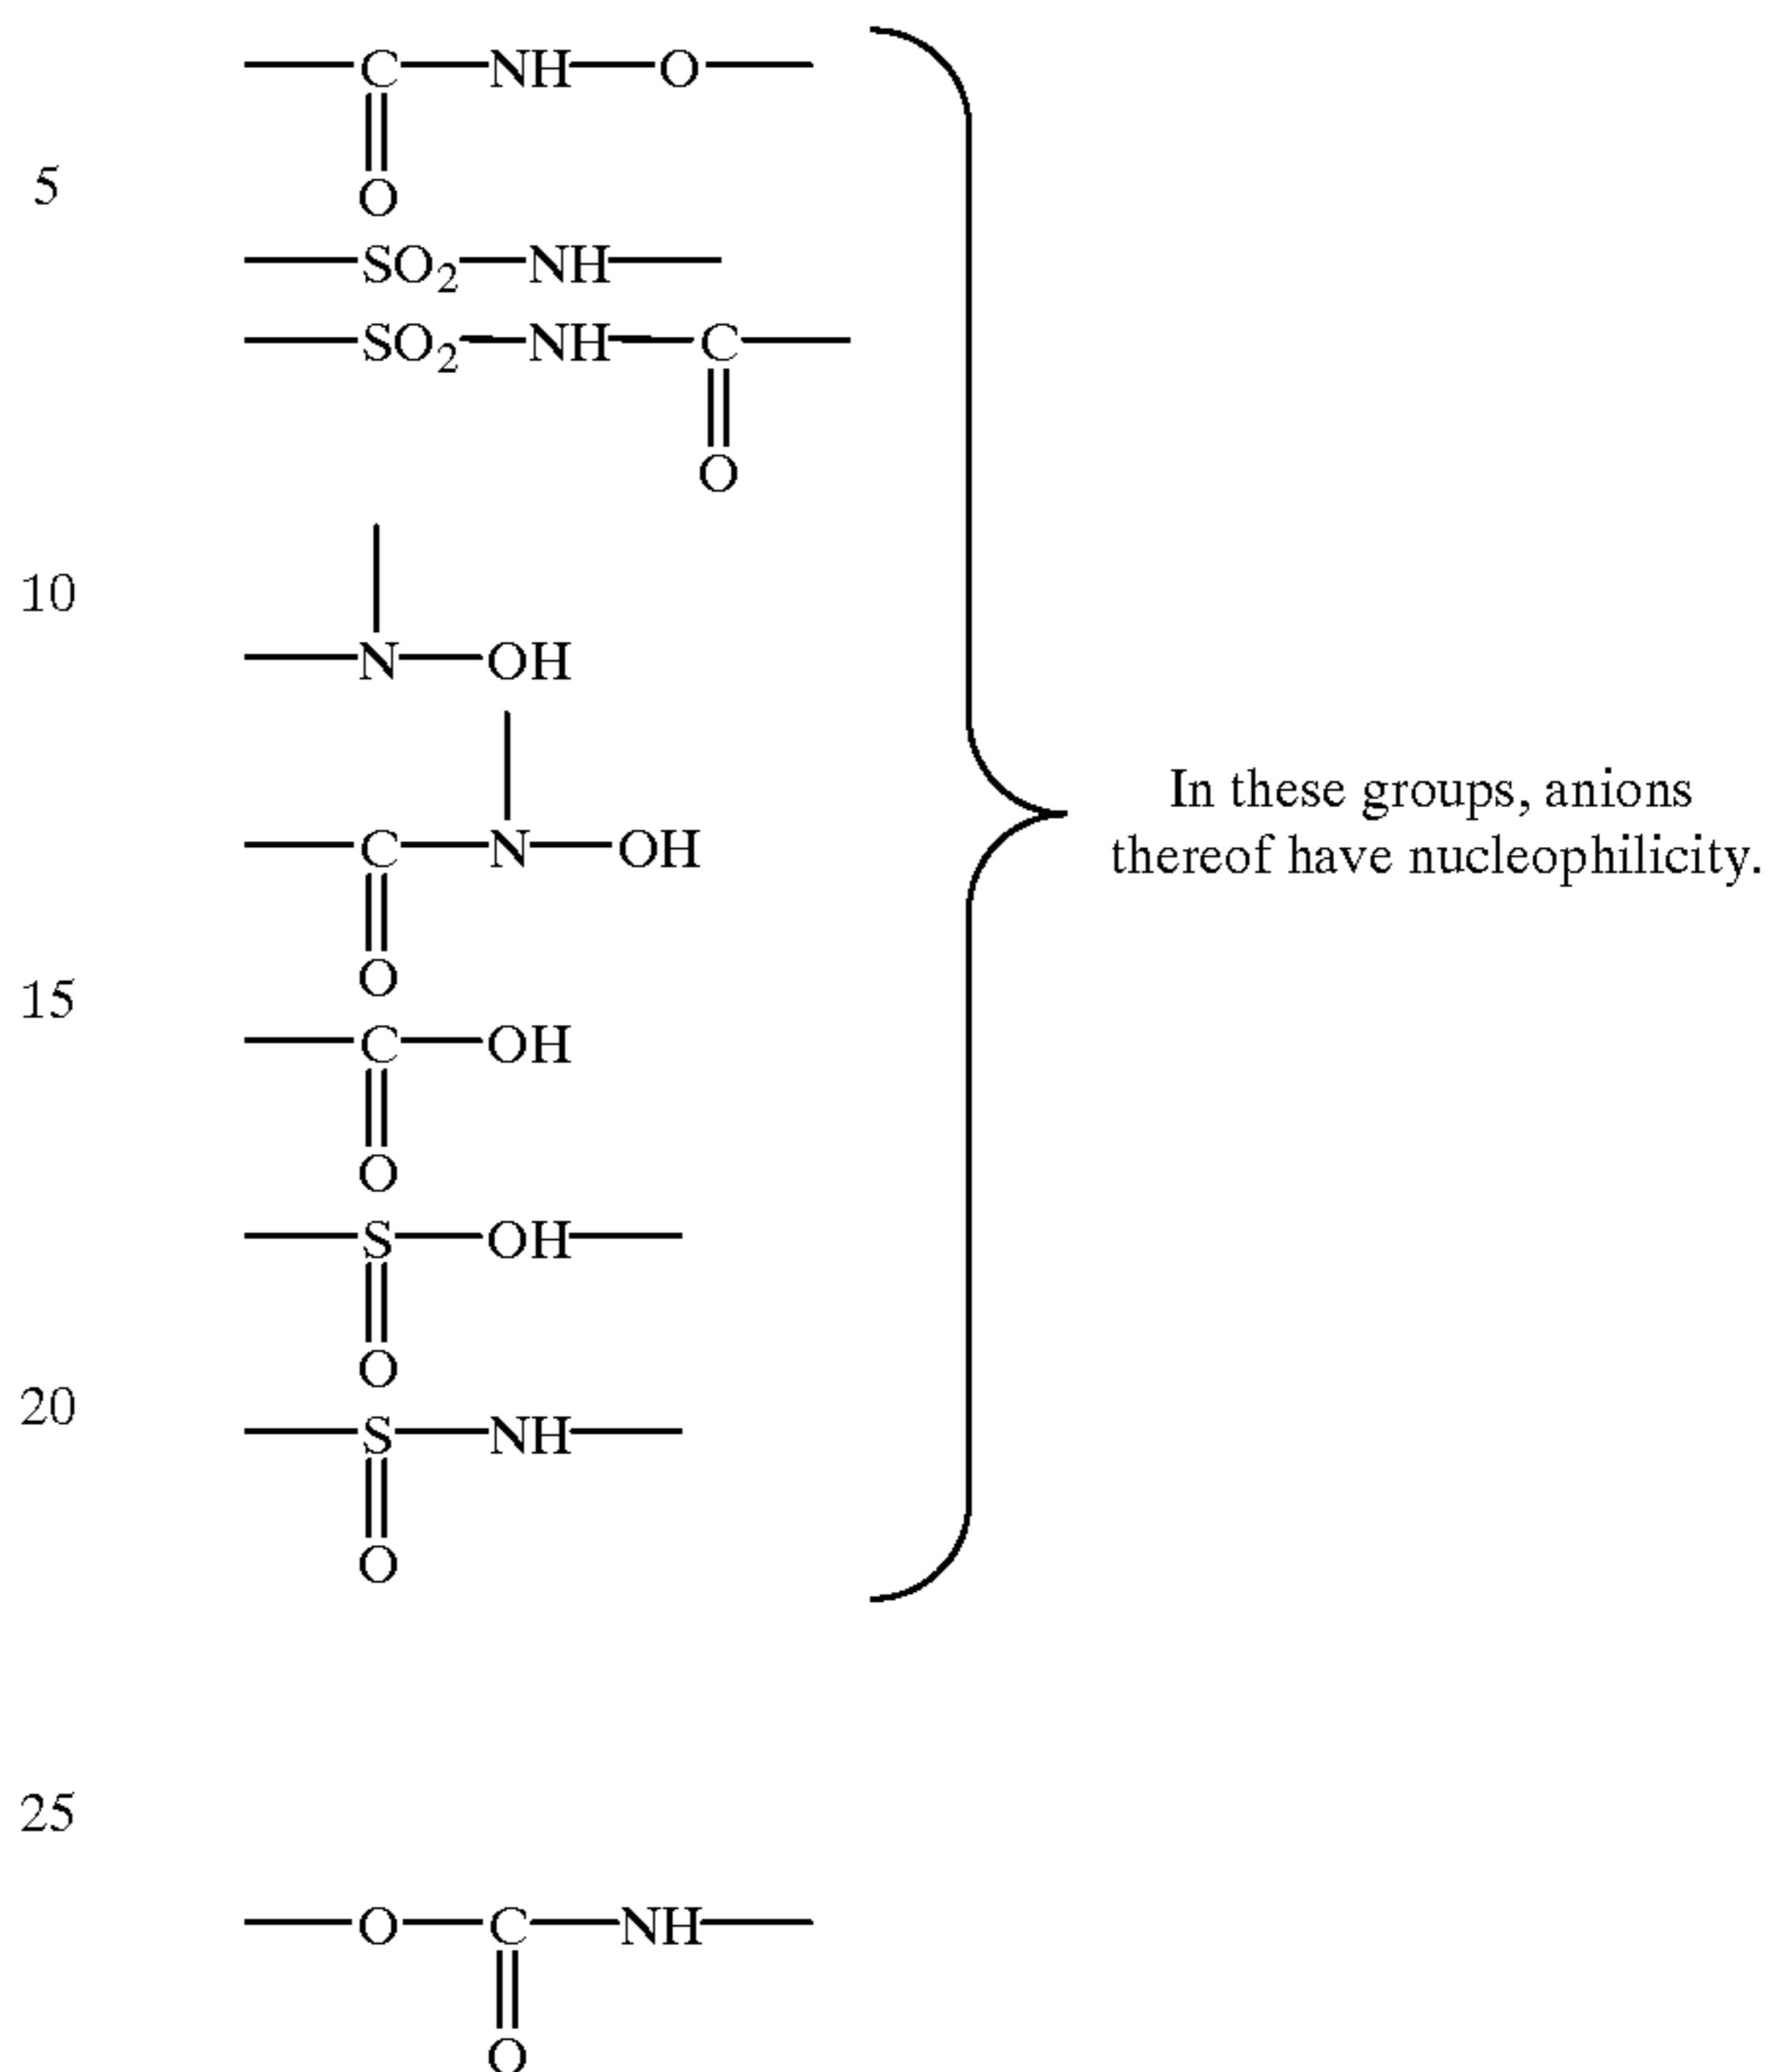 C NH O
O
5
SO2 NH
SO2 NH C
O
10
N OH
C N OH
O
15
C OH
O
S OH
O
20
S NH
O
In these groups, anions
thereof have nucleophilicity.
25
O C NH
O